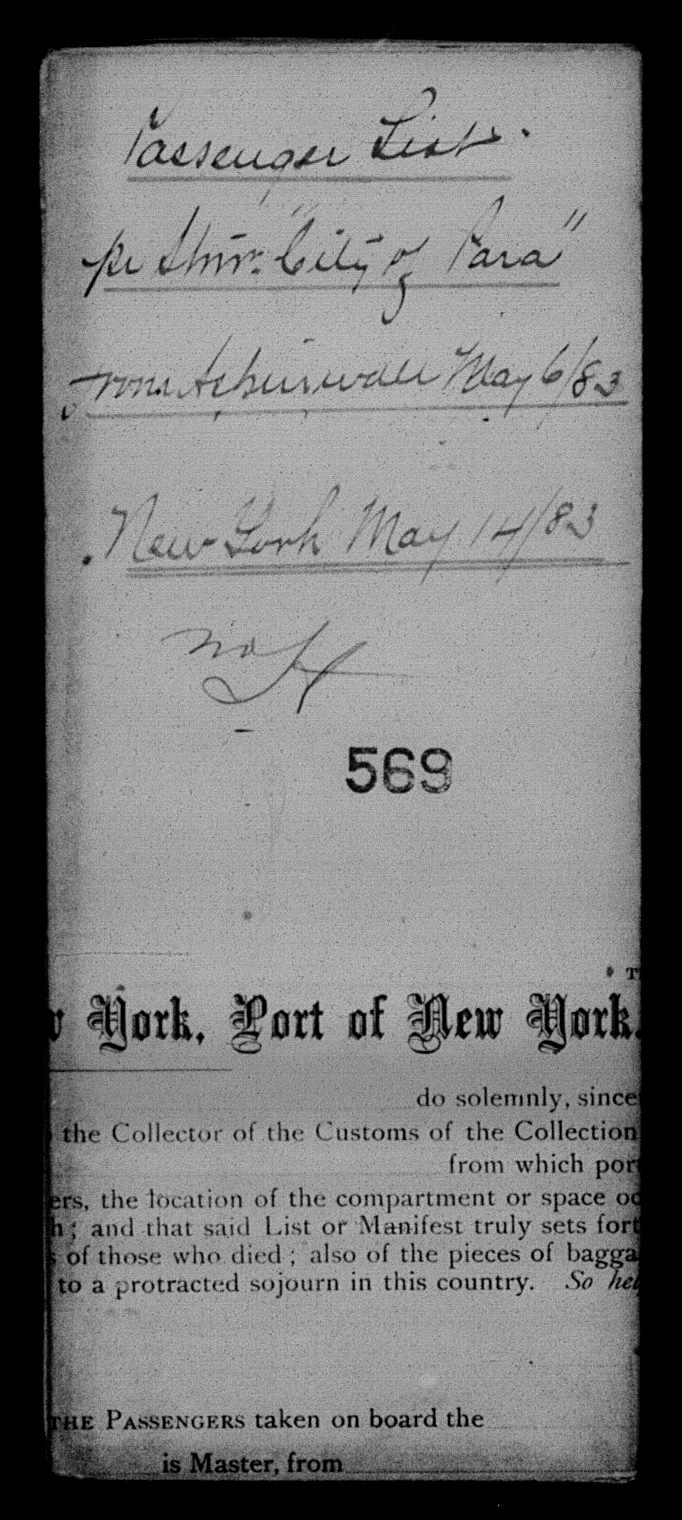 Passenger List.
pr Stmr. "City of Para"
From Aspinwall May 6/83
New York May 14/83
No
569
T
w York, Port of New York.
do solemnly, since
the Collector of the Customs of the Collection
from which por
ers, the location of the compartment or space oc
h; and that said List or Manifest truly sets fort
s of those who died; also of the pieces of bagga
to a protracted sojourn in this country. So hel
THE PASSENGERS taken on board the
is Master, from